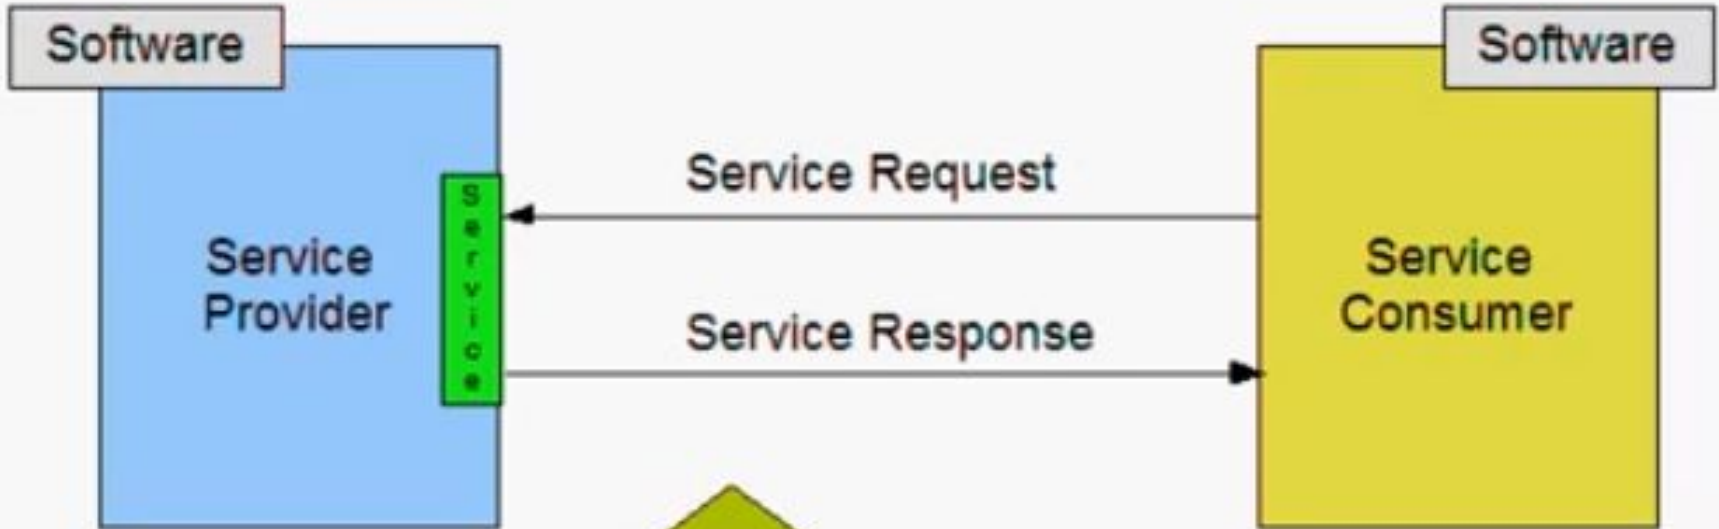 Software
Software
Service Request
Service
Service
Provider
Service
Consumer
Service Response